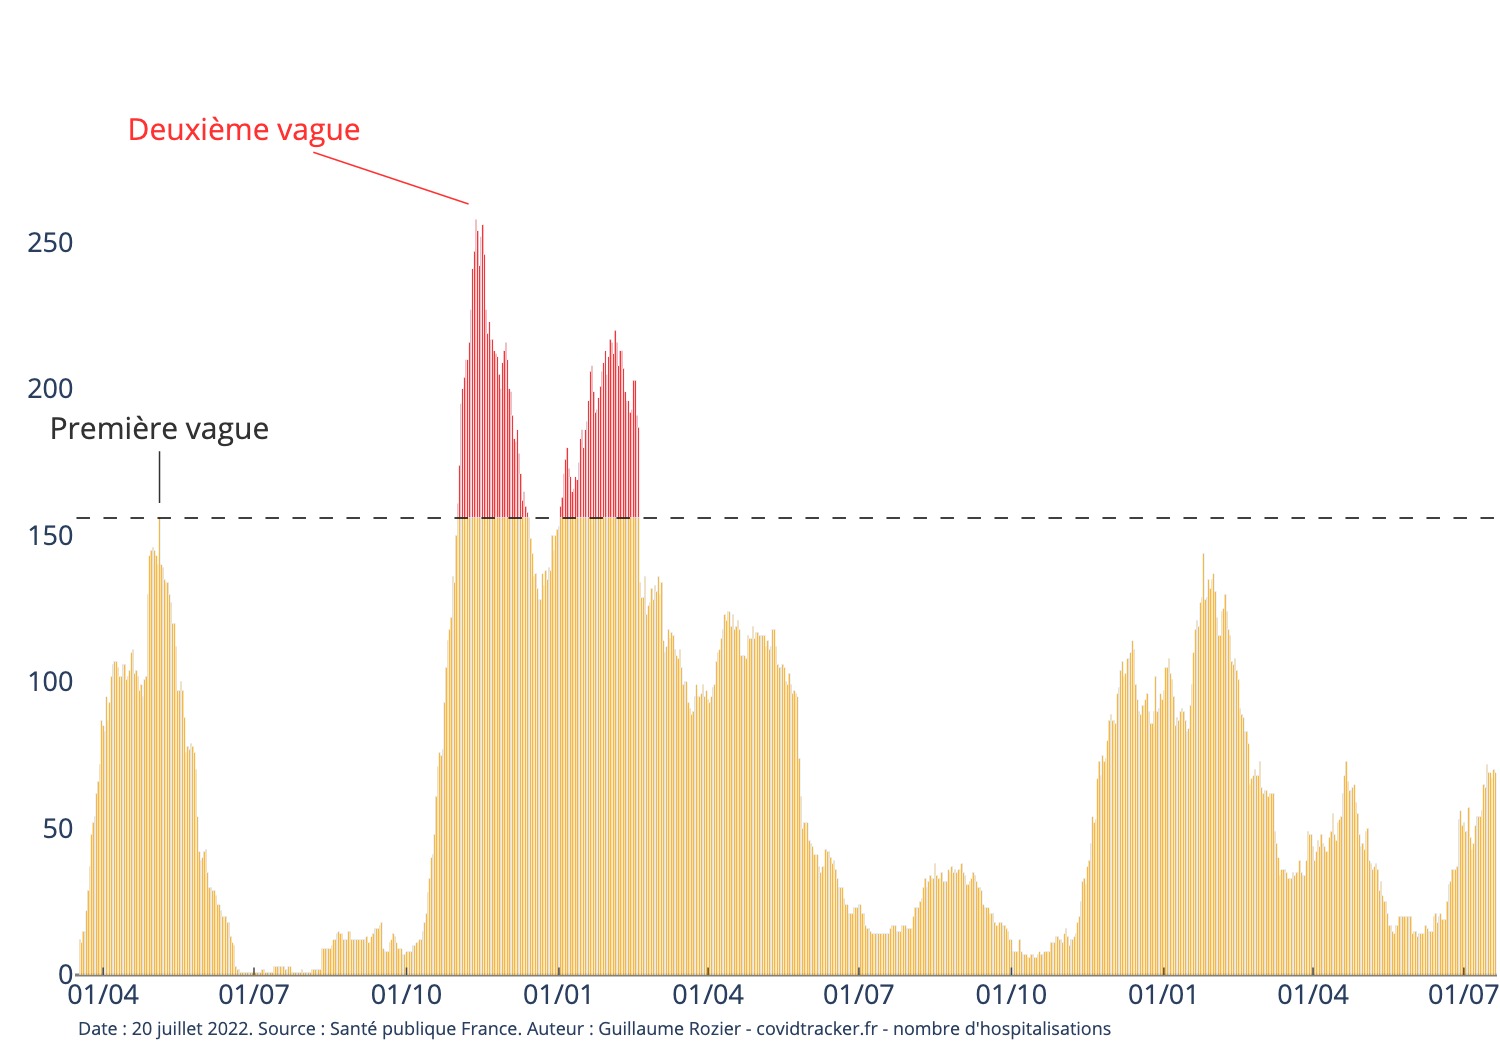 Deuxième vague
250
200
Première vague
150
100
50
0
01/04 01/07 01/10 01/01 01/04 01/07 01/10 01/01 01/04 01/07
Date : 20 juillet 2022. Source : Santé publique France. Auteur : Guillaume Rozier - covidtracker.fr - nombre d'hospitalisations